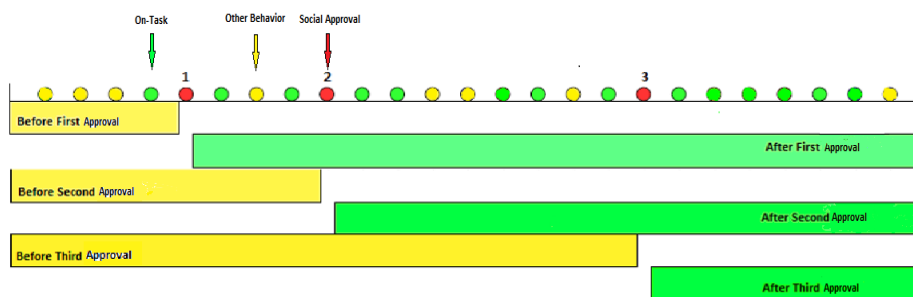 On-Task Other Behavior Social Approval
1 2 3
Before First Approval
After First Approval
Before Second Approval
After Second Approval
Before Third Approval
After Third Approval